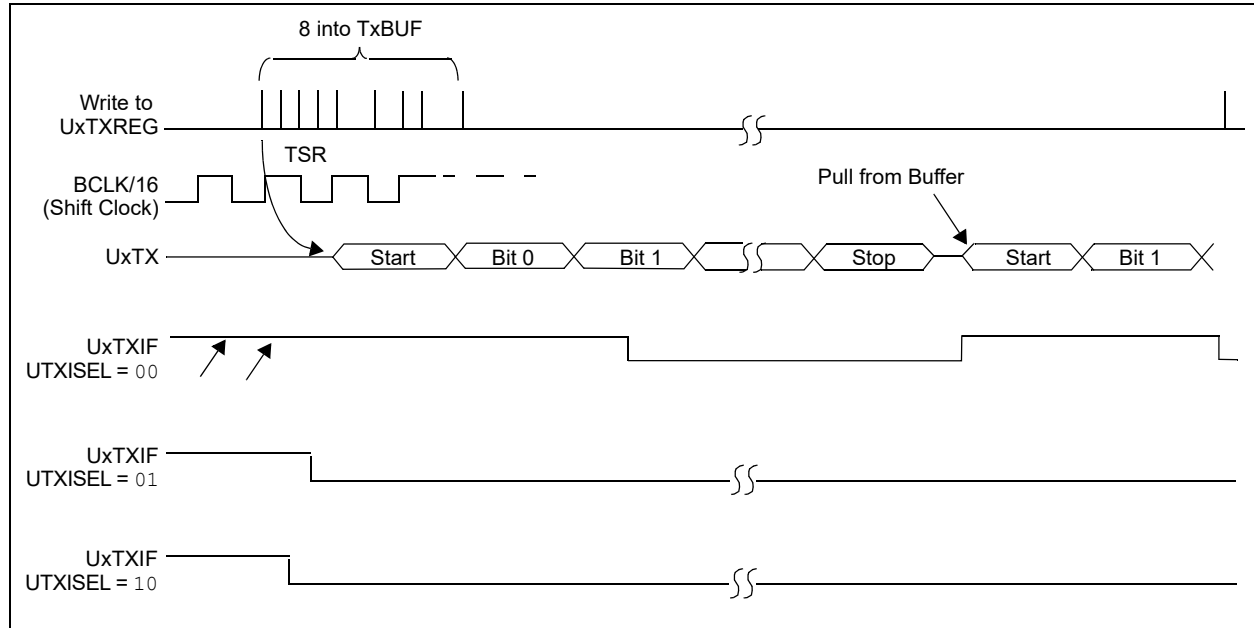 8 into TxBUF
Write to
UxTXREG
TSR
BCLK/16
(Shift Clock)
Pull from Buffer
UxTX
Start
Bit 0
Bit 1
Stop
Start
Bit 1
UxTXIF
UTXISEL = 00
UxTXIF
UTXISEL = 01
UxTXIF
UTXISEL = 10